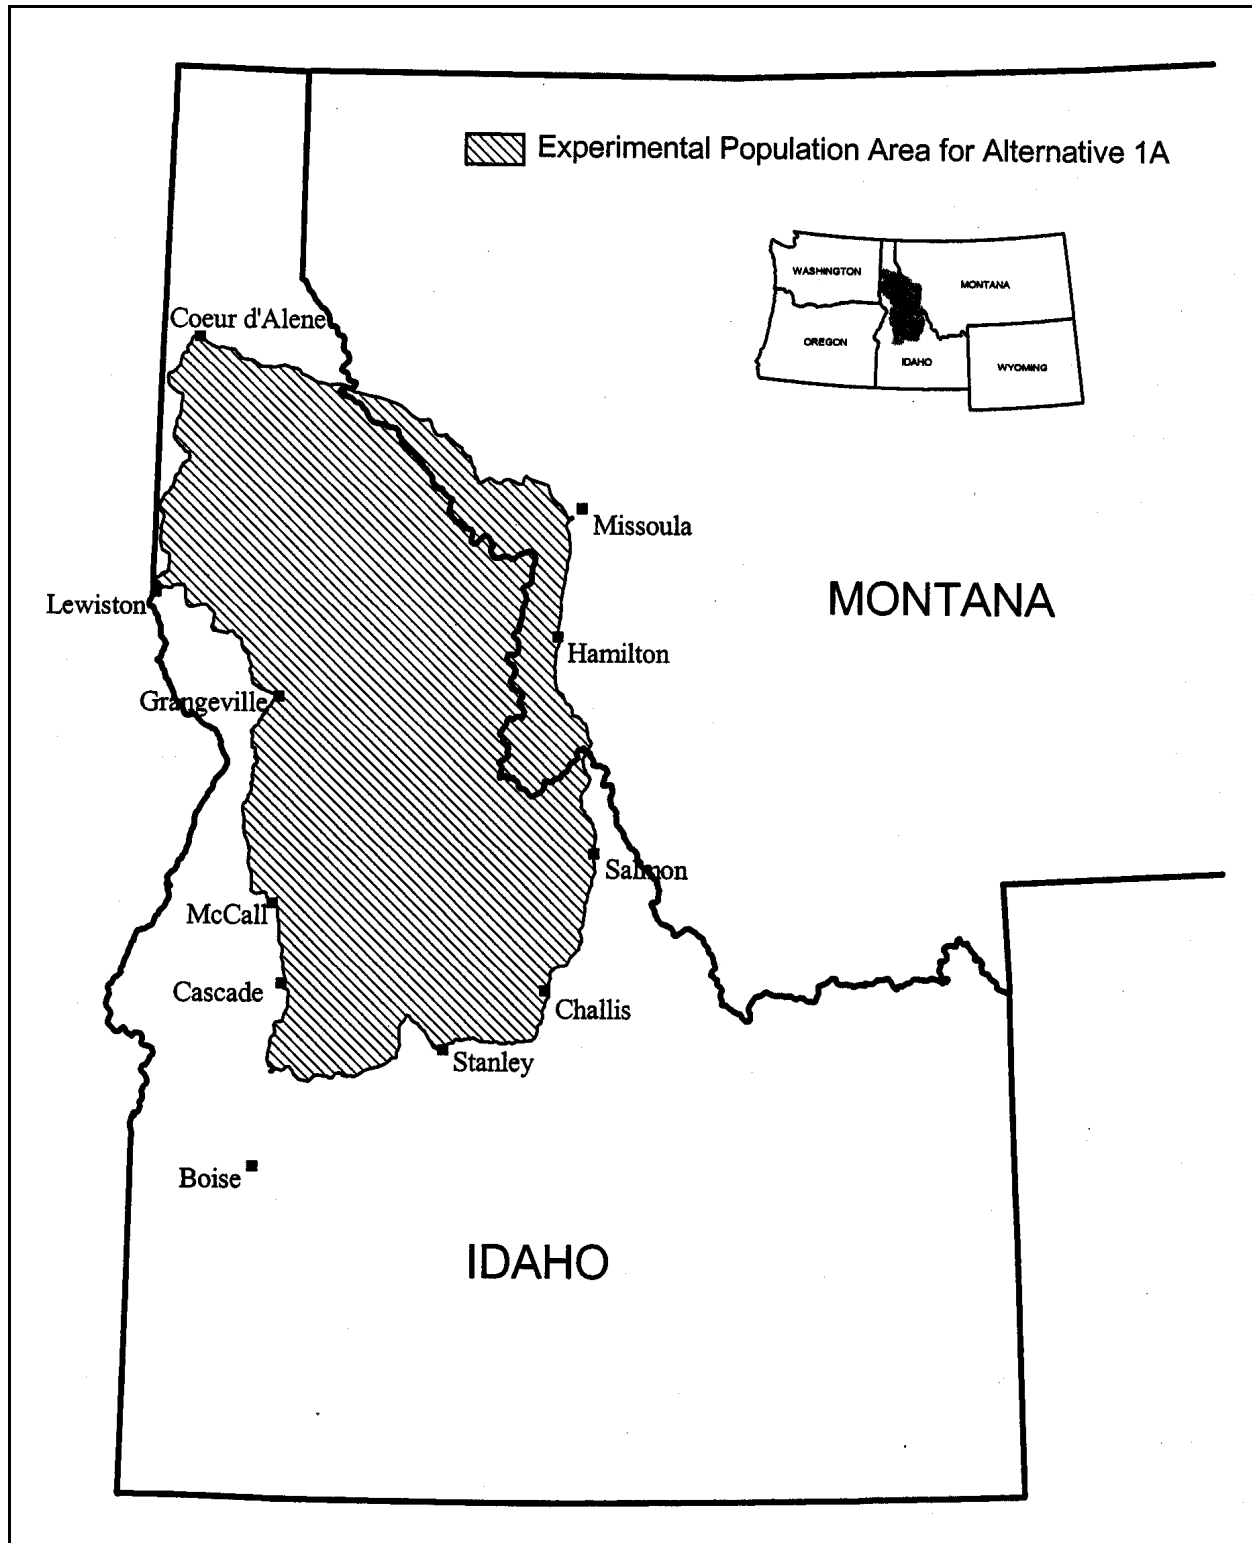 Experimental Population Area for Alternative 1A
WASHINGTON
MONTANA
OREGON
IDAHO
WYOMING
Coeur d'Alene
Missoula
MONTANA
Lewiston
Hamilton
Grangeville
Salmon
McCall
Cascade
Challis
Stanley
Boise
IDAHO